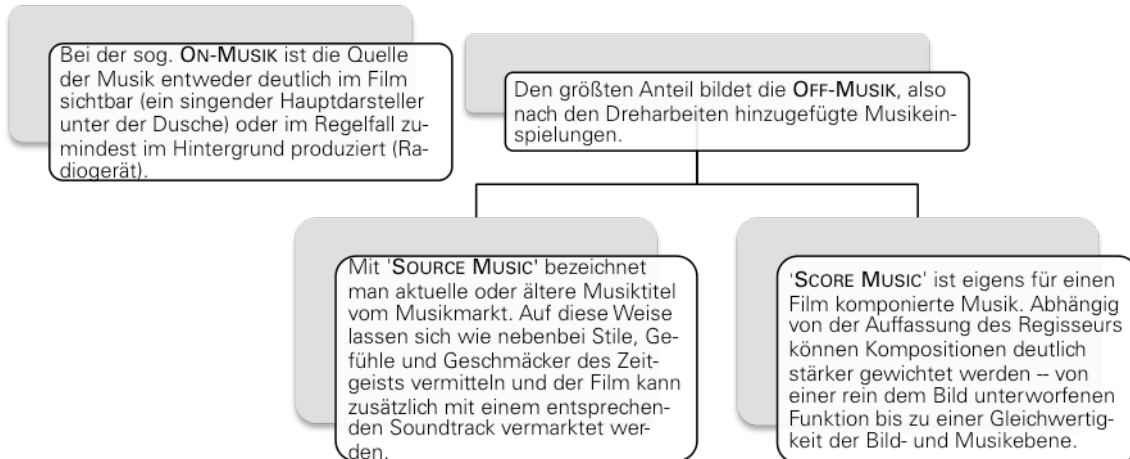 Bei der sog. ON-MUSIK ist die Quelle
der Musik entweder deutlich im Film
sichtbar (ein singender Hauptdarsteller
unter der Dusche) oder im Regelfall zu-
mindest im Hintergrund produziert (Ra-
diogerät).
Den größten Anteil bildet die OFF-MUSIK, also
nach den Dreharbeiten hinzugefügte Musikein-
spielungen.
Mit 'SOURCE MUSIC' bezeichnet
man aktuelle oder ältere Musiktitel
vom Musikmarkt. Auf diese Weise
lassen sich wie nebenbei Stile, Ge-
fühle und Geschmäcker des Zeit-
geists vermitteln und der Film kann
zusätzlich mit einem entsprechen-
den Soundtrack vermarktet wer-
den.
'SCORE MUSIC' ist eigens für einen
Film komponierte Musik. Abhängig
von der Auffassung des Regisseurs
können Kompositionen deutlich
stärker gewichtet werden -- von
einer rein dem Bild unterworfenen
Funktion bis zu einer Gleichwertig-
keit der Bild- und Musikebene.